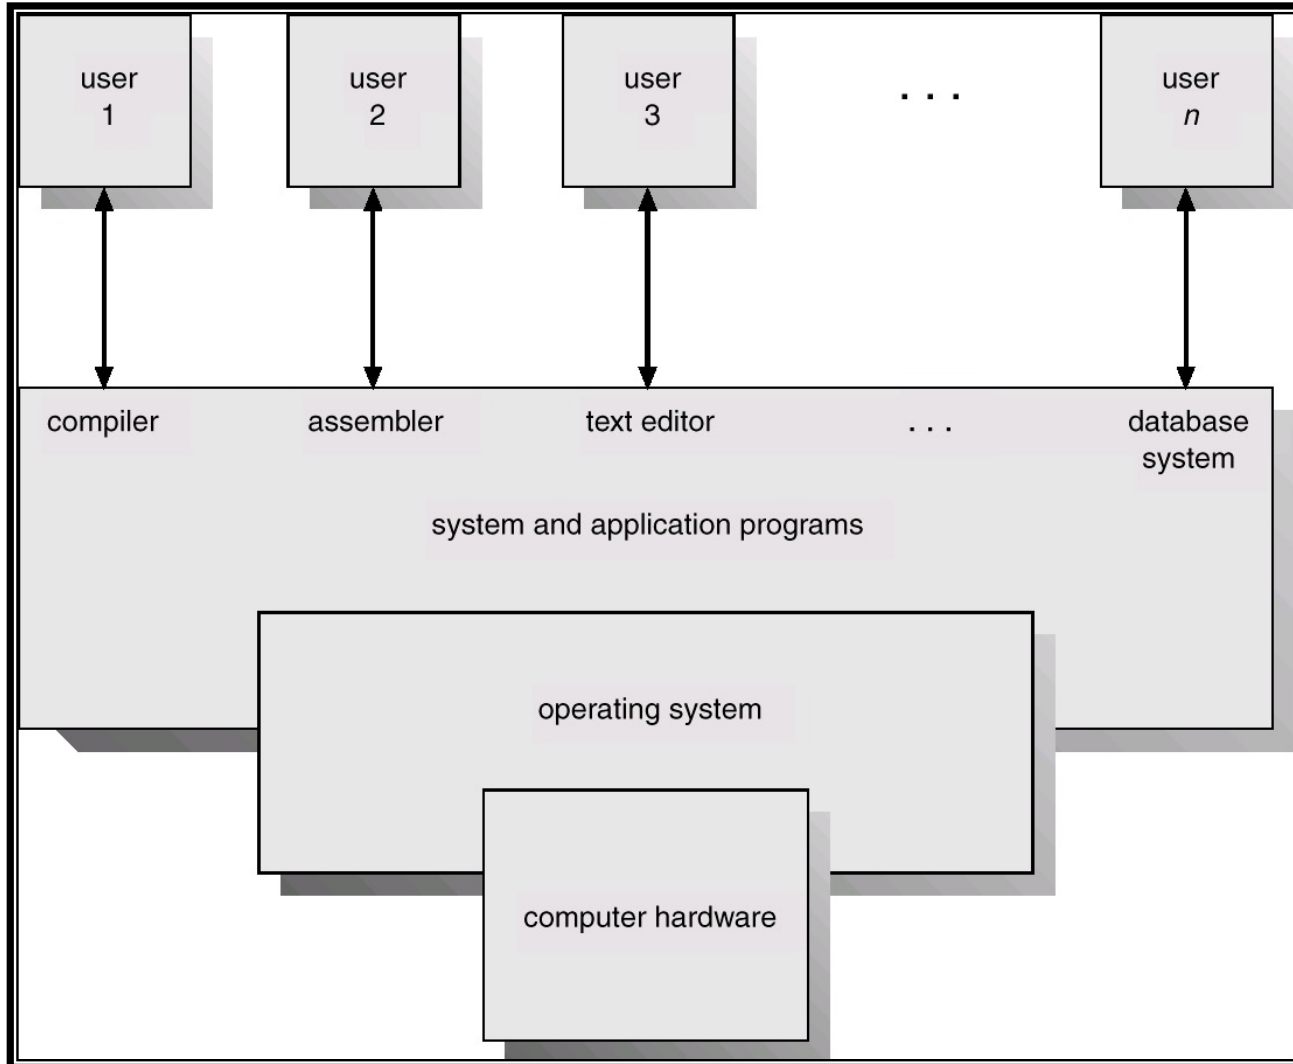 user
1
user
2
user
3
. . .
user
n
compiler
assembler
text editor
. . .
database
system
system and application programs
operating system
computer hardware